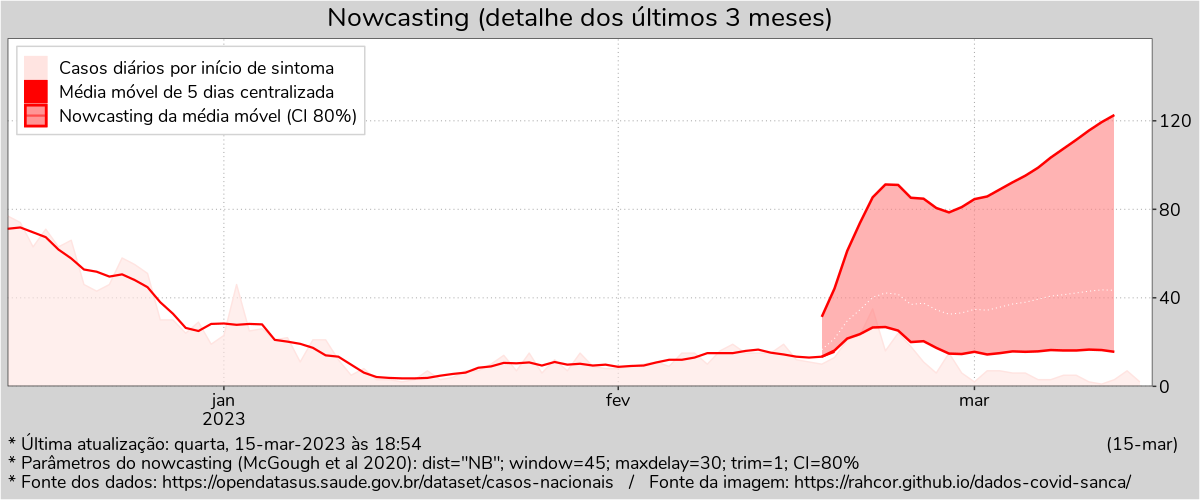 Nowcasting (detalhe dos últimos 3 meses)
Casos diários por início de sintoma
Média móvel de 5 dias centralizada
Nowcasting da média móvel (CI 80%)
120
80
40
0
jan
2023
fev
mar
* Última atualização: quarta, 15-mar-2023 às 18:54
(15-mar)
* Parâmetros do nowcasting (McGough et al 2020): dist="NB"; window=45; maxdelay=30; trim=1; CI=80%
* Fonte dos dados: https://opendatasus.saude.gov.br/dataset/casos-nacionais / Fonte da imagem: https://rahcor.github.io/dados-covid-sanca/